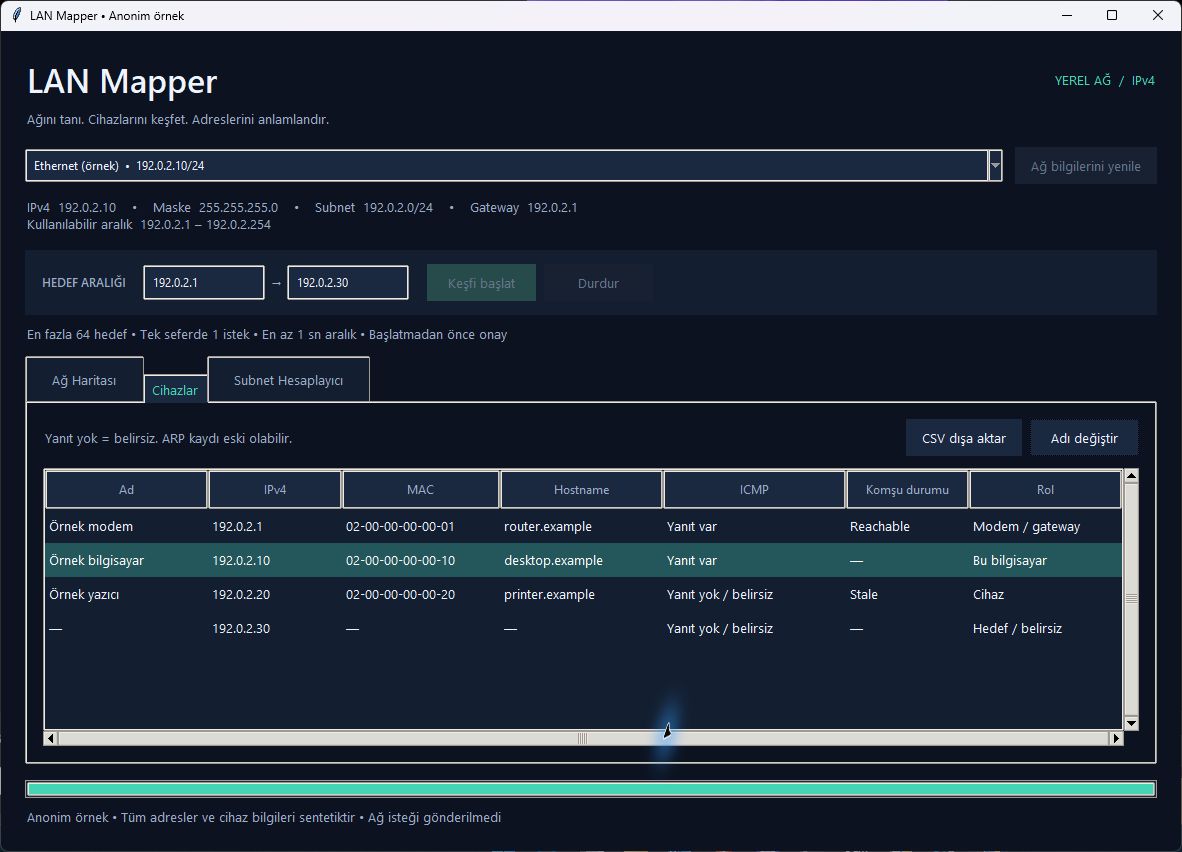 LAN Mapper • Anonim örnek
LAN Mapper
YEREL AĞ / IPv4
Ağını tanı. Cihazlarını keşfet. Adreslerini anlamlandır.
Ethernet (örnek) • 192.0.2.10/24
Ağ bilgilerini yenile
IPv4 192.0.2.10 • Maske 255.255.255.0 • Subnet 192.0.2.0/24 • Gateway 192.0.2.1
Kullanılabilir aralık 192.0.2.1 – 192.0.2.254
HEDEF ARALIĞI 192.0.2.1 → 192.0.2.30 Keşfi başlat Durdur
En fazla 64 hedef • Tek seferde 1 istek • En az 1 sn aralık • Başlatmadan önce onay
Ağ Haritası Cihazlar Subnet Hesaplayıcı
Yanıt yok = belirsiz. ARP kaydı eski olabilir.
CSV dışa aktar Adı değiştir
Ad IPv4 MAC Hostname ICMP Komşu durumu Rol
Örnek modem 192.0.2.1 02-00-00-00-00-01 router.example Yanıt var Reachable Modem / gateway
Örnek bilgisayar 192.0.2.10 02-00-00-00-00-10 desktop.example Yanıt var — Bu bilgisayar
Örnek yazıcı 192.0.2.20 02-00-00-00-00-20 printer.example Yanıt yok / belirsiz Stale Cihaz
— 192.0.2.30 — — Yanıt yok / belirsiz — Hedef / belirsiz
Anonim örnek • Tüm adresler ve cihaz bilgileri sentetiktir • Ağ isteği gönderilmedi